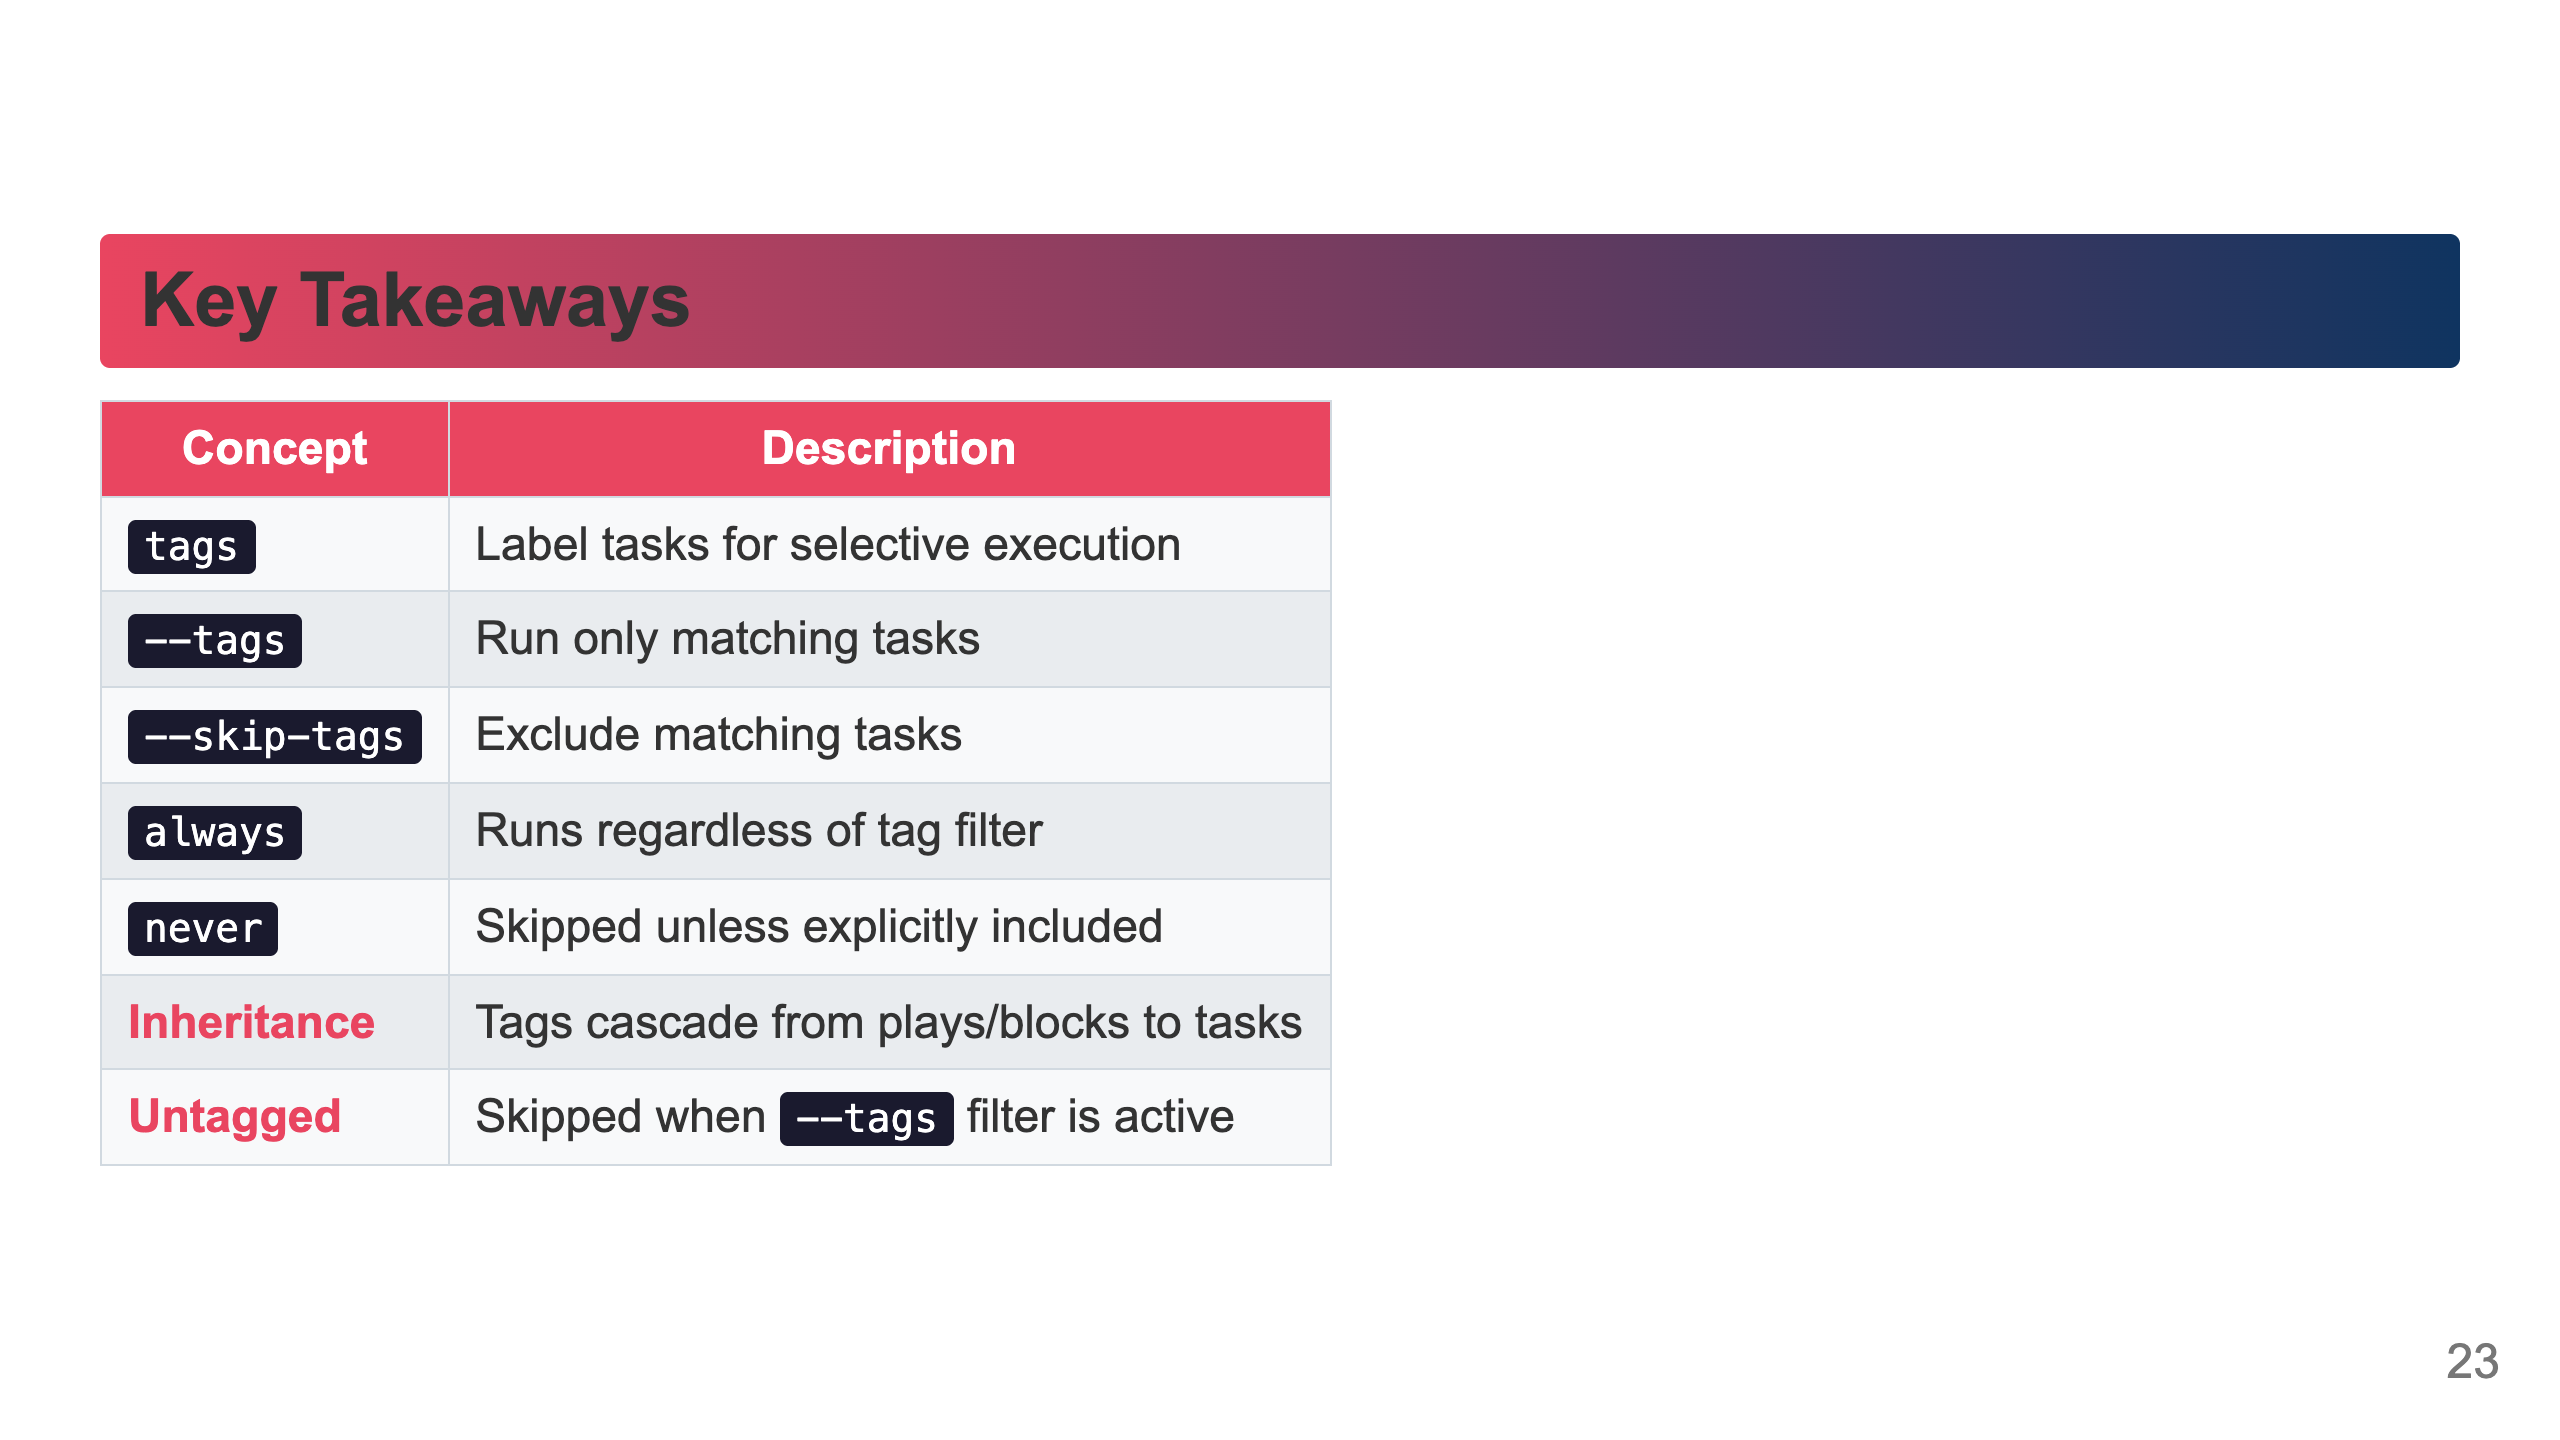 Key Takeaways
Concept Description
tags Label tasks for selective execution
--tags Run only matching tasks
--skip-tags Exclude matching tasks
always Runs regardless of tag filter
never Skipped unless explicitly included
Inheritance Tags cascade from plays/blocks to tasks
Untagged Skipped when --tags filter is active
23